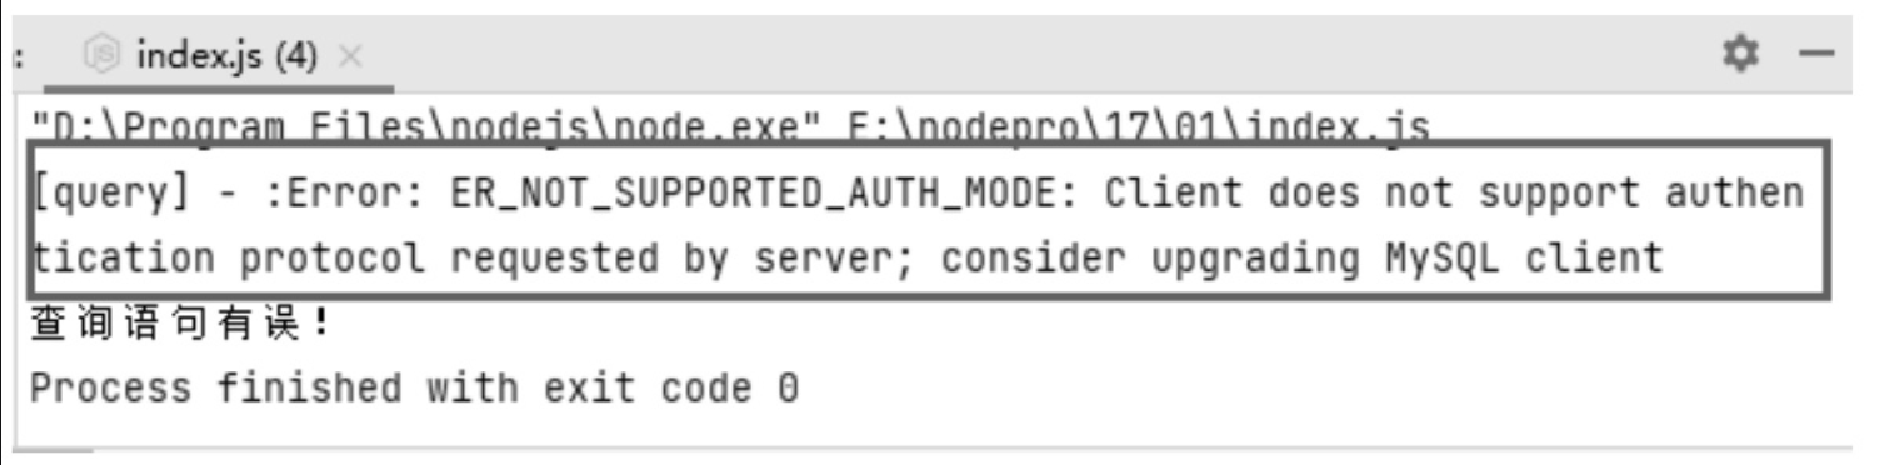 : index.js (4) ×
"D:\Program Files\nodejs\node.exe" E:\nodepro\17\01\index.js
[query] - :Error: ER_NOT_SUPPORTED_AUTH_MODE: Client does not support authen
tication protocol requested by server; consider upgrading MySQL client
查询语句有误!
Process finished with exit code 0